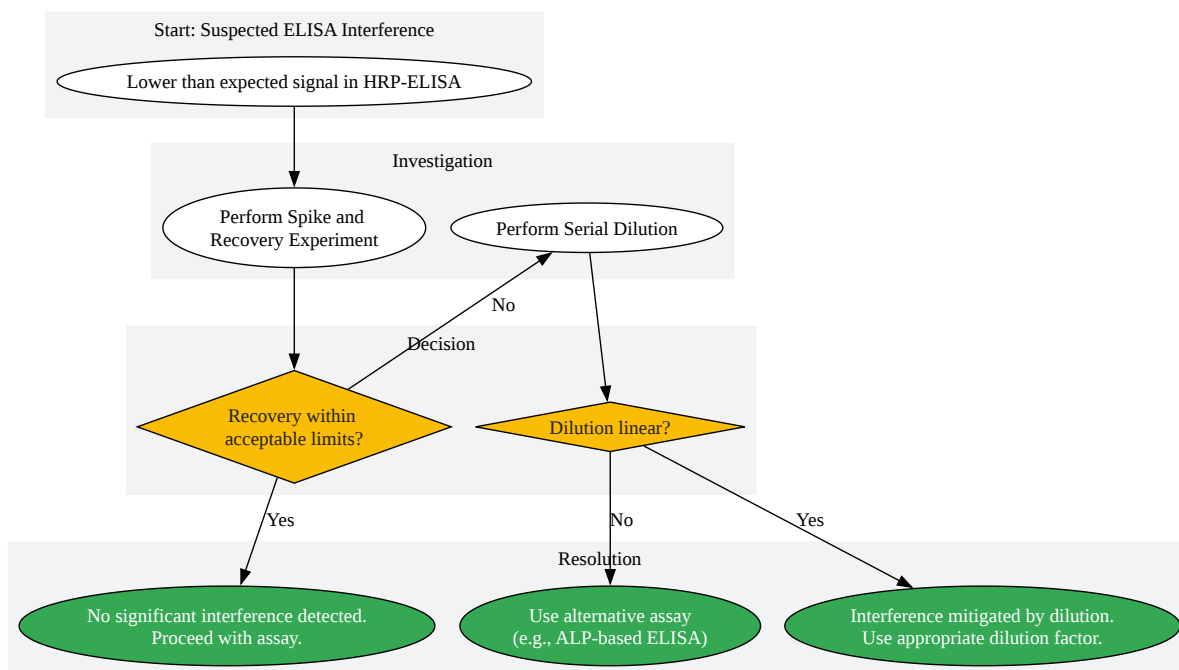 Start: Suspected ELISA Interference
Lower than expected signal in HRP-ELISA
Investigation
Perform Spike and
Recovery Experiment
Perform Serial Dilution
No
Decision
Recovery within
acceptable limits?
Dilution linear?
Yes
No
Yes
Resolution
No significant interference detected.
Proceed with assay.
Use alternative assay
(e.g., ALP-based ELISA)
Interference mitigated by dilution.
Use appropriate dilution factor.